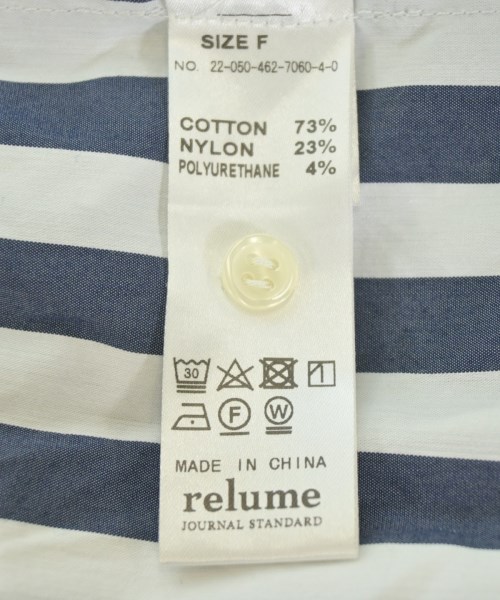 SIZE F
NO. 22-050-462-7060-4-0
COTTON 73%
NYLON 23%
POLYURETHANE 4%
30
F W
MADE IN CHINA
relume
JOURNAL STANDARD